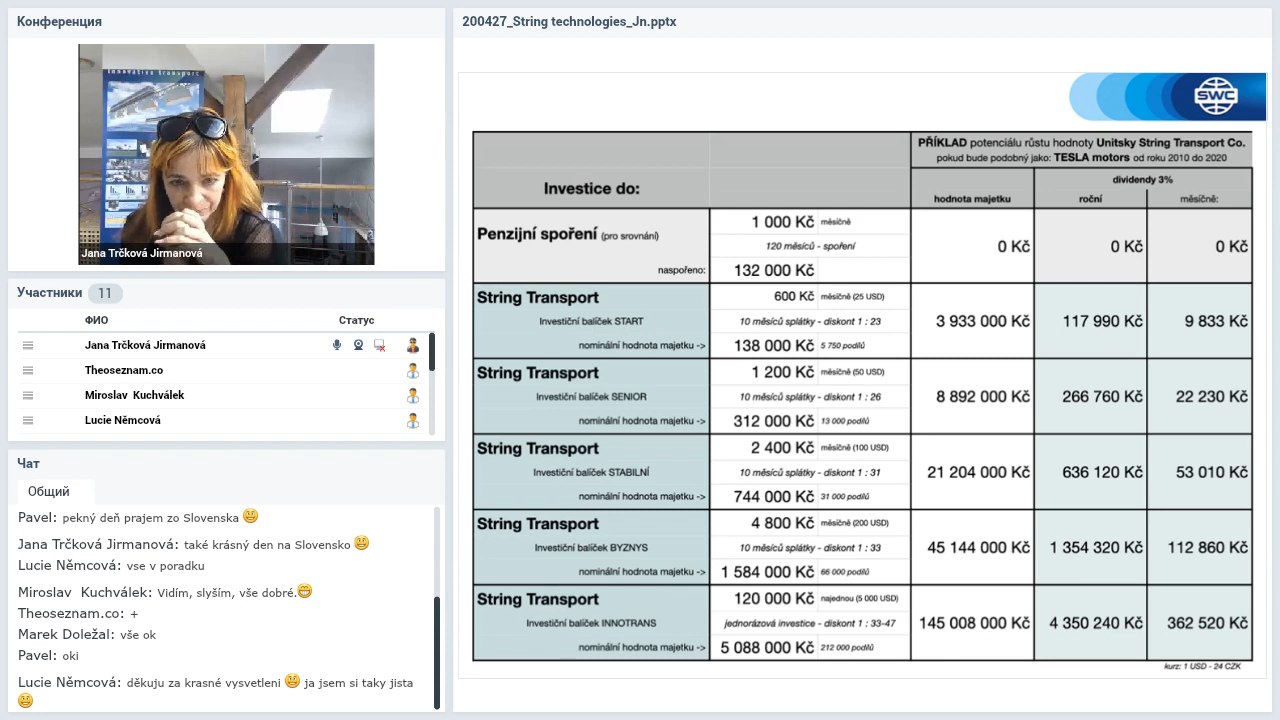 Конференция
Innovative transport
Jana Trčková Jirmanová
Участники 11
ФИО Статус
Jana Trčková Jirmanová
Theoseznam.co
Miroslav Kuchválek
Lucie Němcová
Чат
Общий
Pavel: pekný deň prajem zo Slovenska
Jana Trčková Jirmanová: také krásný den na Slovensko
Lucie Němcová: vse v poradku
Miroslav Kuchválek: Vidím, slyším, vše dobré.
Theoseznam.co: +
Marek Doležal: vše ok
Pavel: oki
Lucie Němcová: děkuju za krasné vysvetleni ja jsem si taky jista
200427_String technologies_Jn.pptx
SWC
PŘÍKLAD potenciálu růstu hodnoty Unitsky String Transport Co.
pokud bude podobný jako: TESLA motors od roku 2010 do 2020
Investice do:
dividendy 3%
hodnota majetku roční měsíčně:
Penzijní spoření (pro srovnání)
1 000 Kč měsíčně
120 měsíců - spoření
0 Kč 0 Kč 0 Kč
naspořeno: 132 000 Kč
String Transport 600 Kč měsíčně (25 USD)
Investiční balíček START 10 měsíců splátky - diskont 1 : 23 3 933 000 Kč 117 990 Kč 9 833 Kč
nominální hodnota majetku -> 138 000 Kč 5 750 podílů
String Transport 1 200 Kč měsíčně (50 USD)
Investiční balíček SENIOR 10 měsíců splátky - diskont 1 : 26 8 892 000 Kč 266 760 Kč 22 230 Kč
nominální hodnota majetku -> 312 000 Kč 13 000 podílů
String Transport 2 400 Kč měsíčně (100 USD)
Investiční balíček STABILNÍ 10 měsíců splátky - diskont 1 : 31 21 204 000 Kč 636 120 Kč 53 010 Kč
nominální hodnota majetku -> 744 000 Kč 31 000 podílů
String Transport 4 800 Kč měsíčně (200 USD)
Investiční balíček BYZNYS 10 měsíců splátky - diskont 1 : 33 45 144 000 Kč 1 354 320 Kč 112 860 Kč
nominální hodnota majetku -> 1 584 000 Kč 66 000 podílů
String Transport 120 000 Kč najednou (5 000 USD)
Investiční balíček INNOTRANS jednorázová investice - diskont 1 : 33-47 145 008 000 Kč 4 350 240 Kč 362 520 Kč
nominální hodnota majetku -> 5 088 000 Kč 212 000 podílů
kurz: 1 USD - 24 CZK